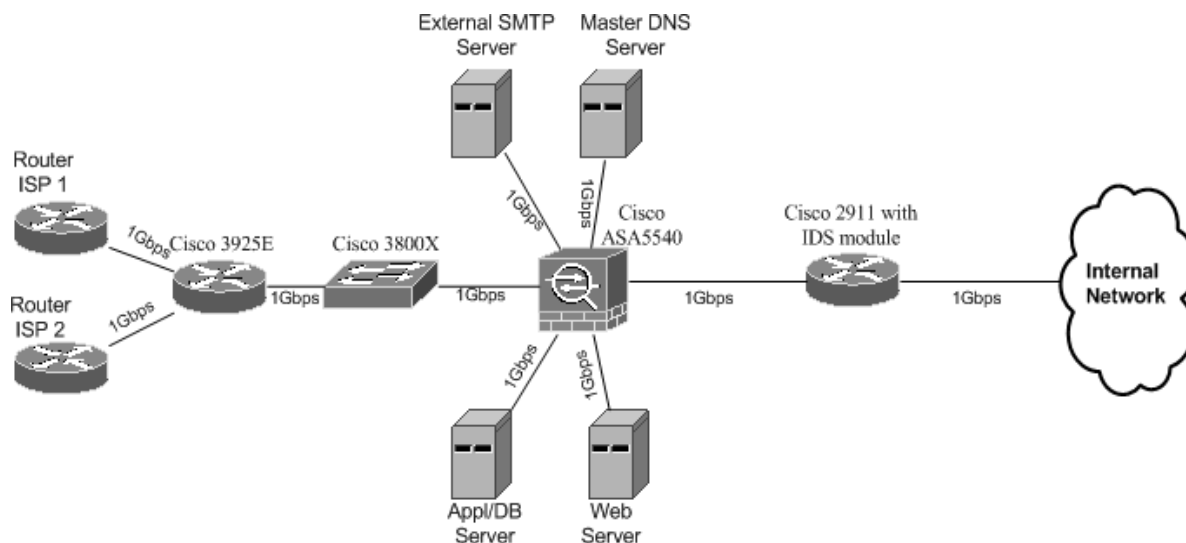 External SMTP
Server
Master DNS
Server
Router
ISP 1
1Gbps
1Gbps
1Gbps
Cisco
ASA5540
Cisco 2911 with
IDS module
Cisco 3925E
Cisco 3800X
1Gbps
1Gbps
1Gbps
1Gbps
Internal
Network
Router
ISP 2
1Gbps
1Gbps
1Gbps
Appl/DB
Server
Web
Server